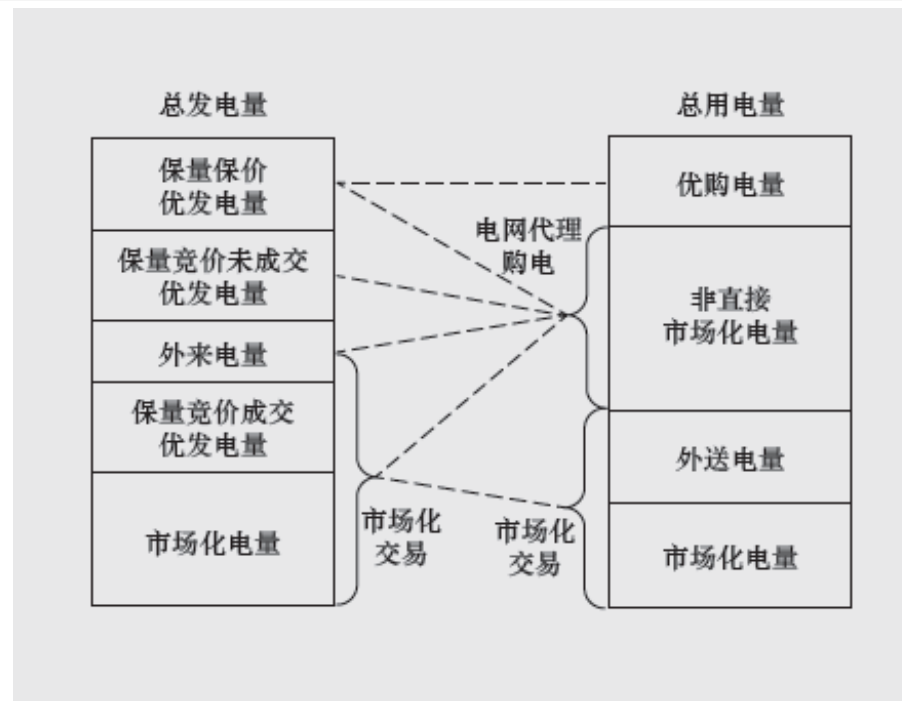 总发电量
保量保价
优发电量
保量竞价未成交
优发电量
外来电量
保量竞价成交
优发电量
市场化电量
市场化
交易
电网代理
购电
市场化
交易
总用电量
优购电量
非直接
市场化电量
外送电量
市场化电量